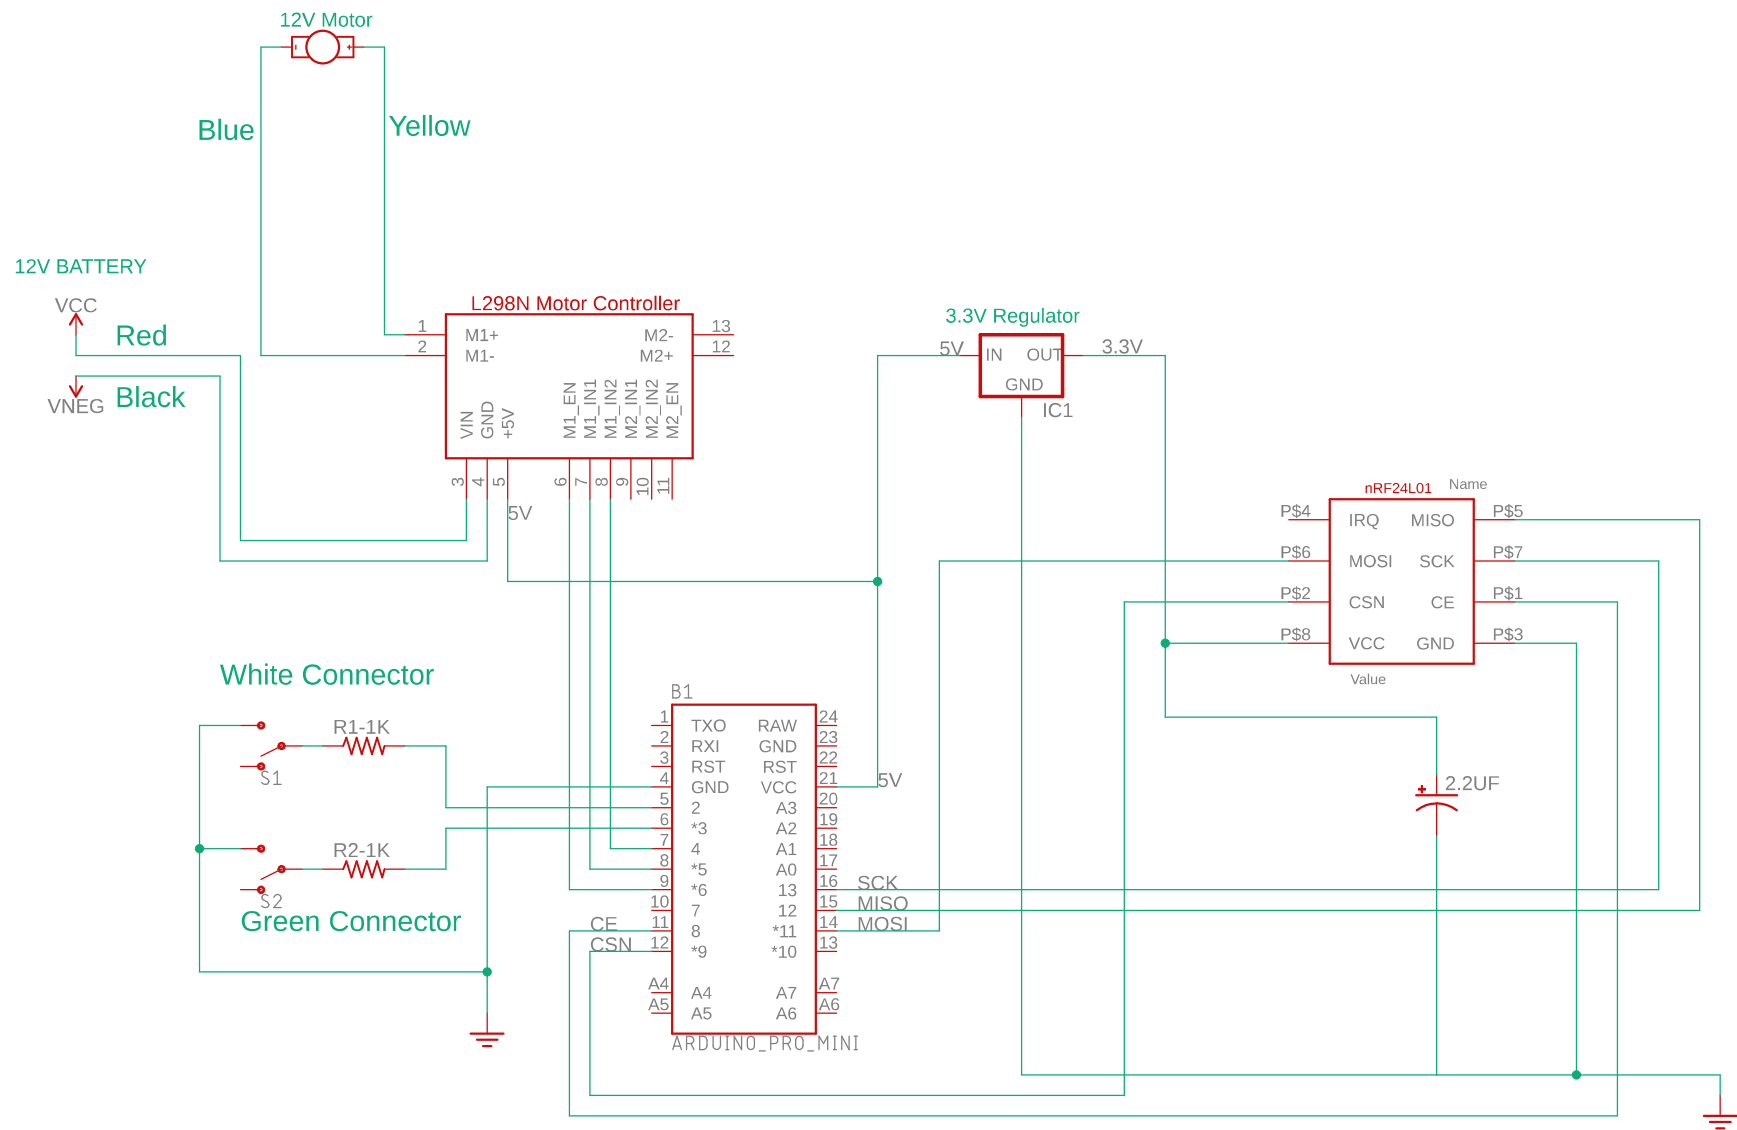 12V Motor
- +
Blue
Yellow
12V BATTERY
VCC
Red
VNEG
Black
L298N Motor Controller
1 M1+ M2- 13
2 M1- M2+ 12
VIN GND +5V M1_EN M1_IN1 M1_IN2 M2_IN1 M2_IN2 M2_EN
3 4 5 6 7 8 9 10 11
5V
3.3V Regulator
5V IN OUT 3.3V
GND
IC1
nRF24L01 Name
P$4 IRQ MISO P$5
P$6 MOSI SCK P$7
P$2 CSN CE P$1
P$8 VCC GND P$3
Value
White Connector
R1-1K
S1
R2-1K
S2
Green Connector
B1
1 TXO RAW 24
2 RXI GND 23
3 RST RST 22
4 GND VCC 21 5V
5 2 A3 20
6 *3 A2 19
7 4 A1 18
8 *5 A0 17
9 *6 13 16 SCK
10 7 12 15 MISO
CE 11 8 *11 14 MOSI
CSN 12 *9 *10 13
A4 A4 A7 A7
A5 A5 A6 A6
ARDUINO_PRO_MINI
+ 2.2UF